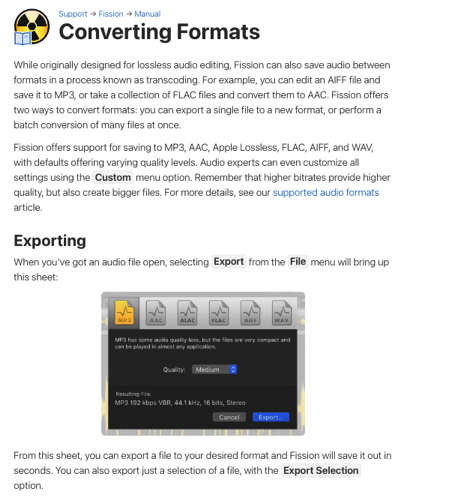 Support → Fission → Manual
Converting Formats
While originally designed for lossless audio editing, Fission can also save audio between
formats in a process known as transcoding. For example, you can edit an AIFF file and
save it to MP3, or take a collection of FLAC files and convert them to AAC. Fission offers
two ways to convert formats: you can export a single file to a new format, or perform a
batch conversion of many files at once.
Fission offers support for saving to MP3, AAC, Apple Lossless, FLAC, AIFF, and WAV,
with defaults offering varying quality levels. Audio experts can even customize all
settings using the Custom menu option. Remember that higher bitrates provide higher
quality, but also create bigger files. For more details, see our supported audio formats
article.
Exporting
When you've got an audio file open, selecting Export from the File menu will bring up
this sheet:
MP3 AAC ALAC FLAC AIFF WAV
MP3 has some audio quality loss, but the files are very compact and
can be played in almost any application.
Quality: Medium
Resulting File:
MP3 192 kbps VBR, 44.1 kHz, 16 bits, Stereo
Cancel Export...
From this sheet, you can export a file to your desired format and Fission will save it out in
seconds. You can also export just a selection of a file, with the Export Selection
option.